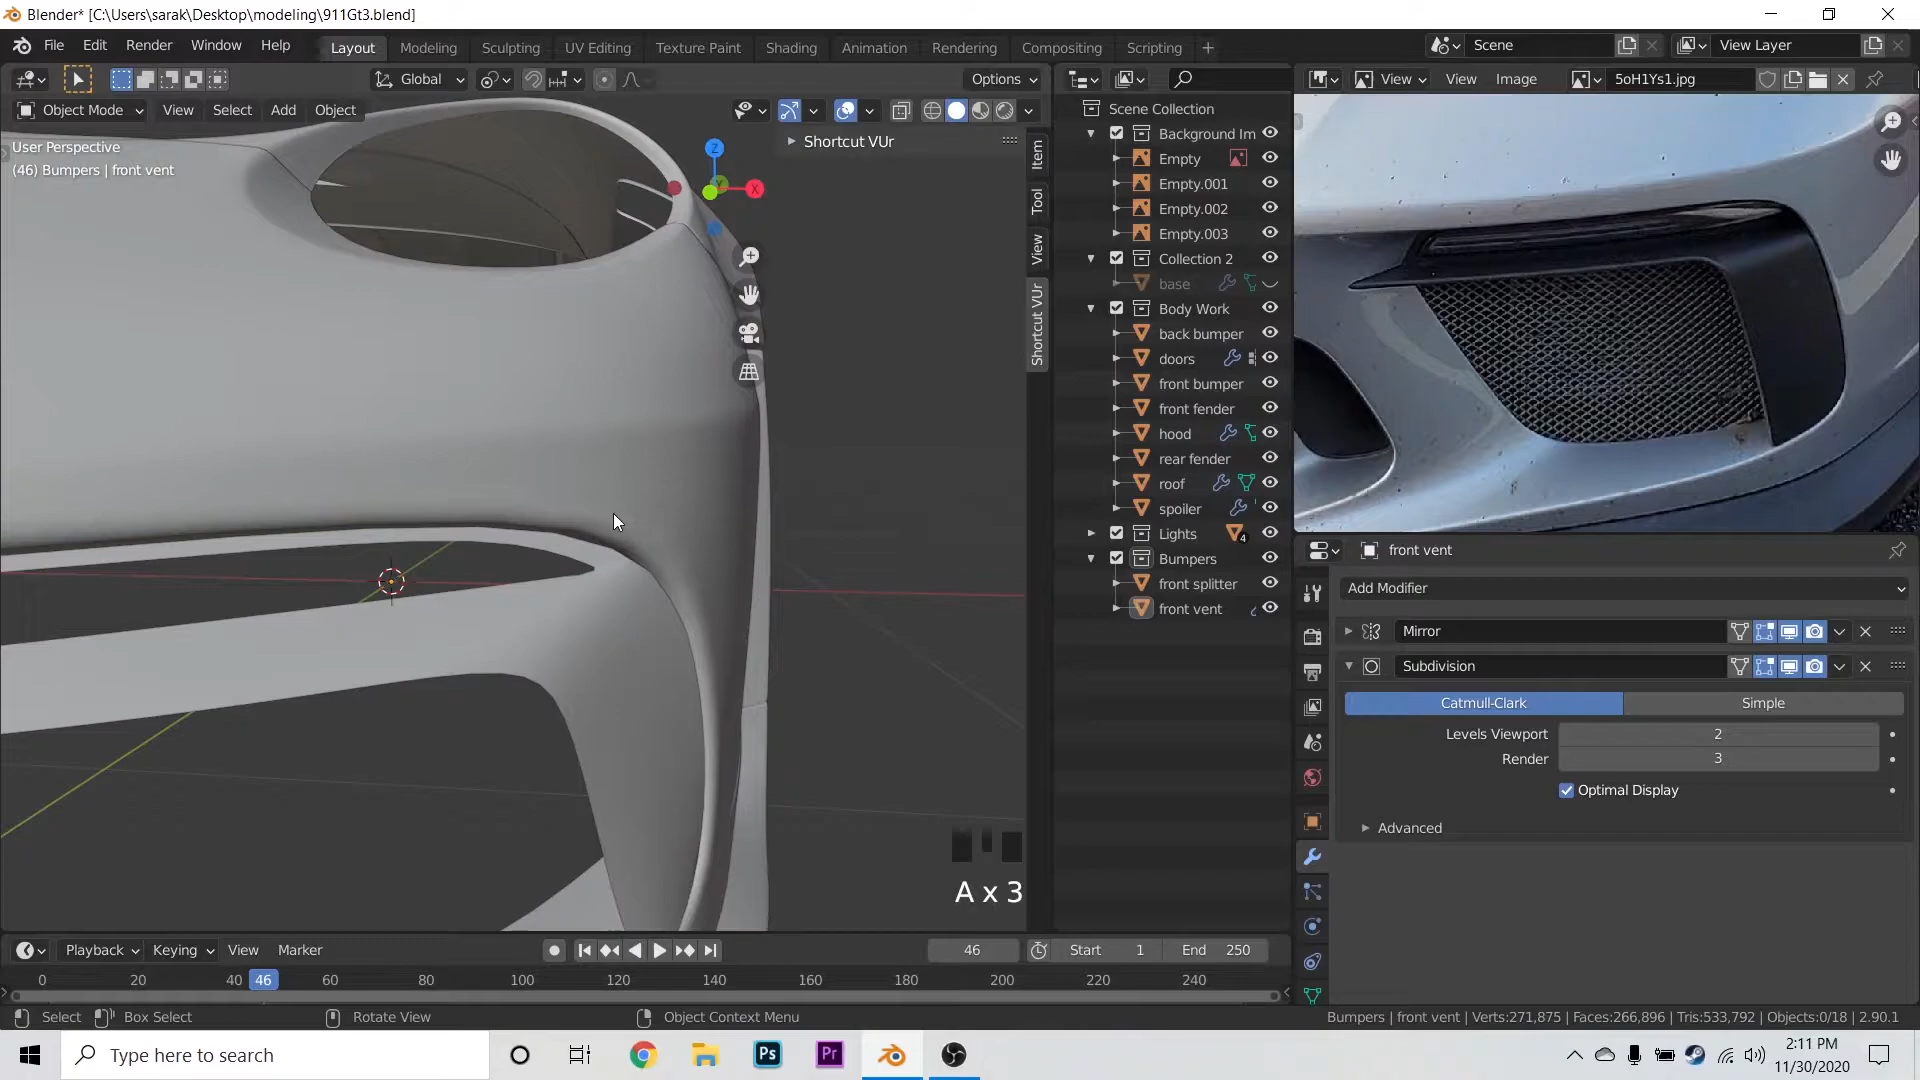 Blender* [C:\Users\sarak\Desktop\modeling\911Gt3.blend]
File Edit Render Window Help Layout Modeling Sculpting UV Editing Texture Paint Shading Animation Rendering Compositing Scripting + Scene View Layer
Global Options View View Image 5oH1Ys1.jpg
Object Mode View Select Add Object
User Perspective
(46) Bumpers | front vent
Shortcut VUr
Z
X
Item
Tool
View
Shortcut VUr
A x 3
Scene Collection
Background Im
Empty
Empty.001
Empty.002
Empty.003
Collection 2
base
Body Work
back bumper
doors
front bumper
front fender
hood
rear fender
roof
spoiler
Lights 4
Bumpers
front splitter
front vent
front vent
Add Modifier
Mirror
Subdivision
Catmull-Clark Simple
Levels Viewport 2
Render 3
Optimal Display
Advanced
Playback Keying View Marker 46 Start 1 End 250
0 20 40 46 60 80 100 120 140 160 180 200 220 240
Select Box Select Rotate View Object Context Menu Bumpers | front vent | Verts:271,875 | Faces:266,896 | Tris:533,792 | Objects:0/18 | 2.90.1
Type here to search Ps Pr 2:11 PM
11/30/2020